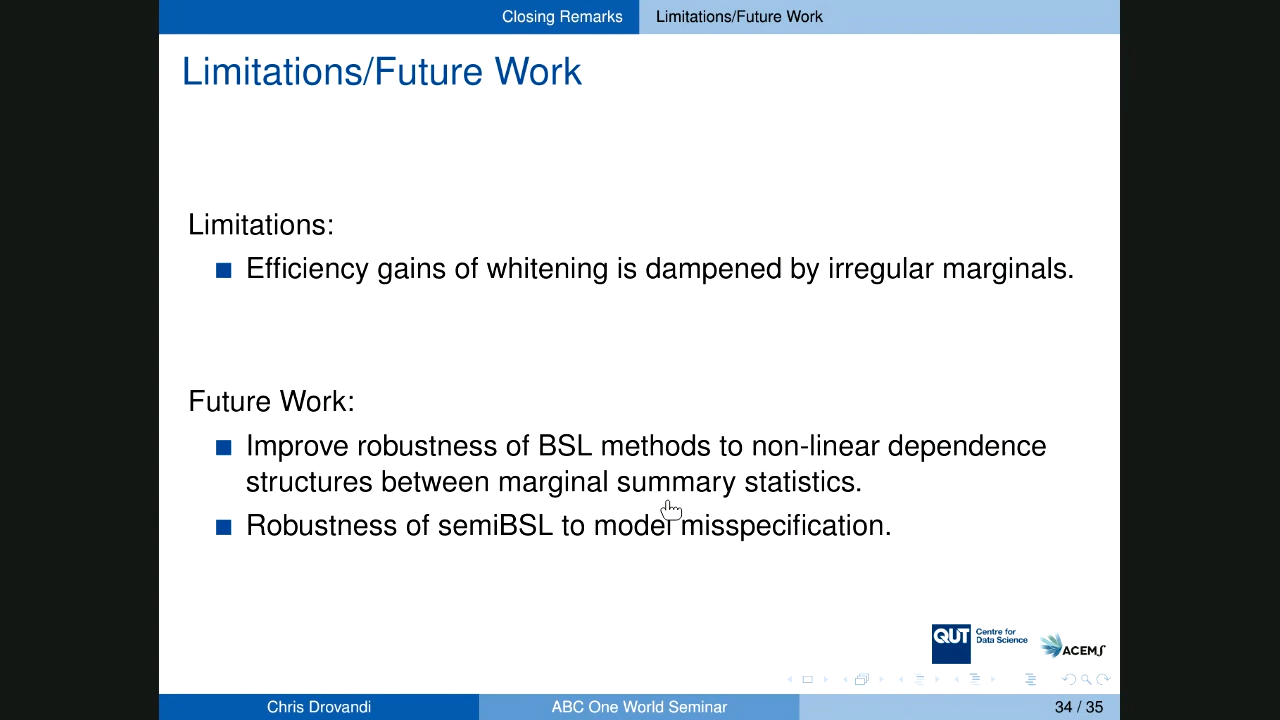 Closing Remarks
Limitations/Future Work
Limitations/Future Work
Limitations:
Efficiency gains of whitening is dampened by irregular marginals.
Future Work:
Improve robustness of BSL methods to non-linear dependence
structures between marginal summary statistics.
Robustness of semiBSL to model misspecification.
QUT
Centre for
Data Science
ACEMS
Chris Drovandi
ABC One World Seminar
34 / 35